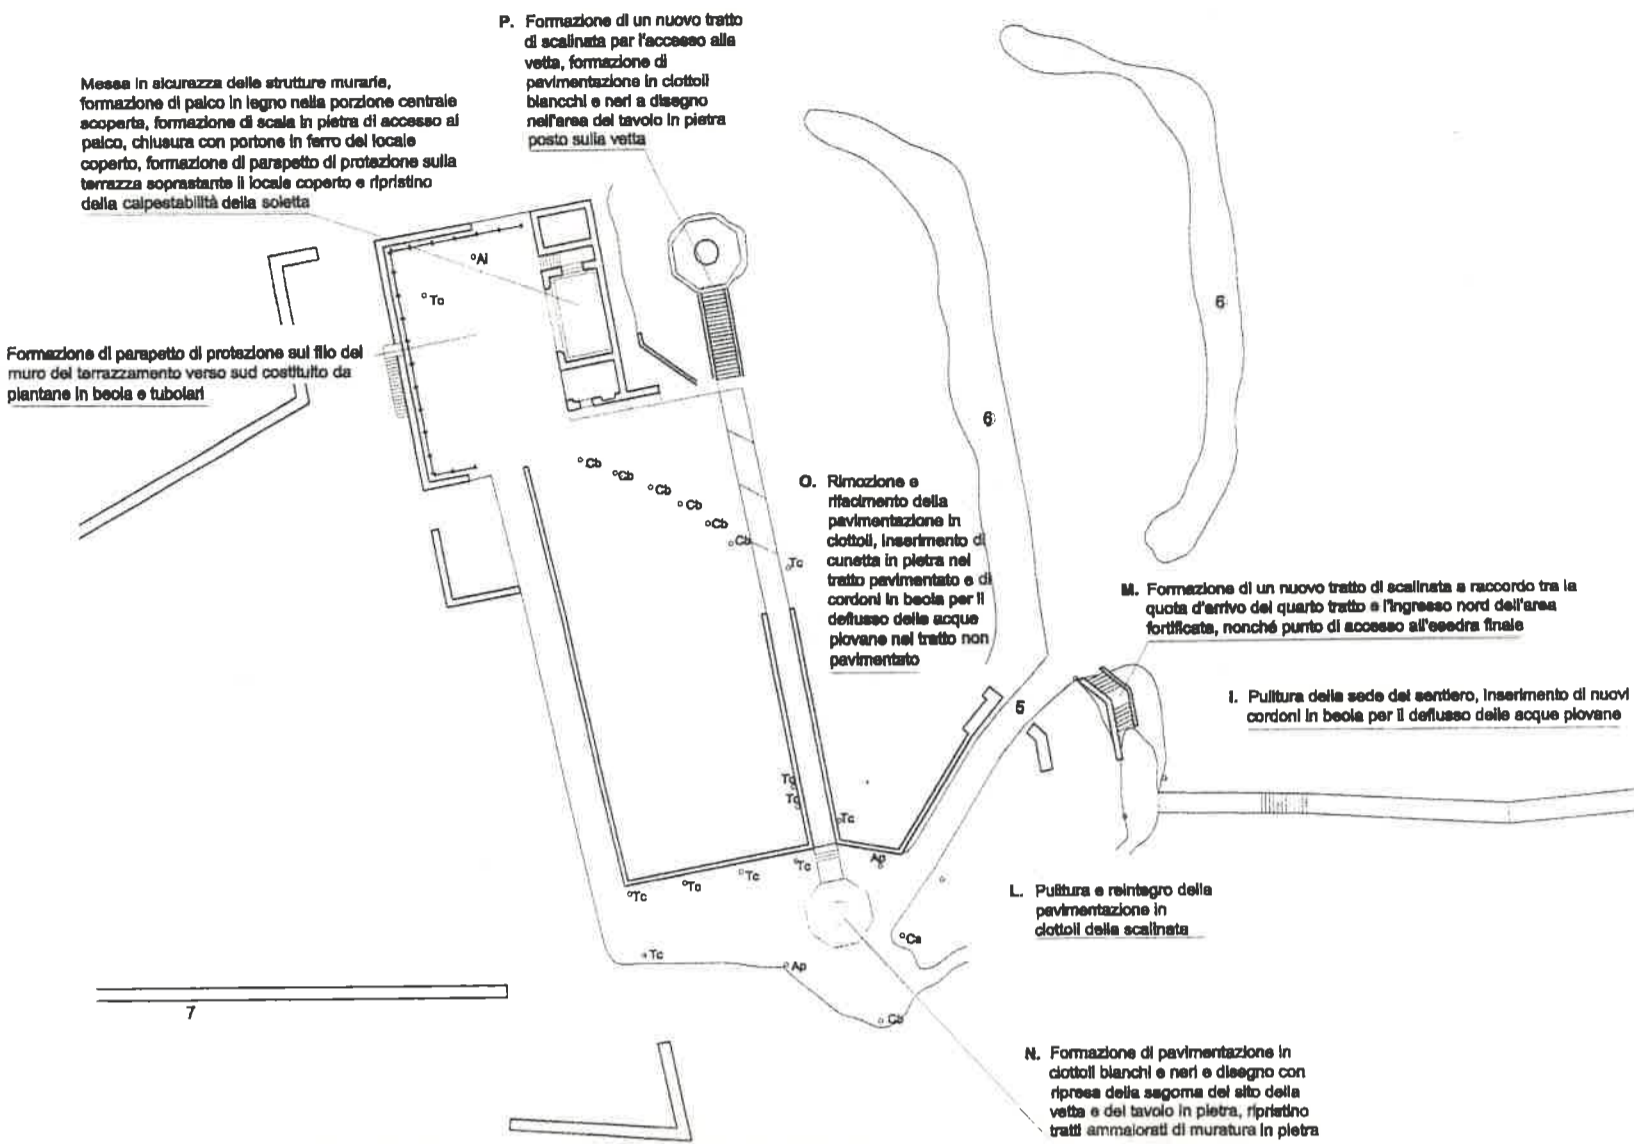 P. Formazione di un nuovo tratto
di scalinata par l'accesso alla
vetta, formazione di
pavimentazione in ciottoli
biancchi e neri a disegno
nell'area del tavolo in pietra
posto sulla vetta
Messa in sicurazza delle strutture murarie,
formazione di palco in legno nella porzione centrale
scoperta, formazione di scala in pietra di accesso al
palco, chiusura con portone in ferro del locale
coperto, formazione di parapetto di protezione sulla
terrazza soprastante il locale coperto e ripristino
della calpestabilità della soletta
Ai
Tc
6
Formazione di parapetto di protezione sul filo del
muro del terrazzamento verso sud costituito da
piantane in beola e tubolari
6
Cb
Cb
Cb
Cb
Cb
Cb
Tc
O. Rimozione e
rifacimento della
pavimentazione in
ciottoli, inserimento di
cunetta in pietra nel
tratto pavimentato e di
cordoni in beola per il
deflusso delle acque
piovane nel tratto non
pavimentato
M. Formazione di un nuovo tratto di scalinata a raccordo tra la
quota d'arrivo del quarto tratto e l'ingresso nord dell'area
fortificata, nonché punto di accesso all'esedra finale
I. Pulitura della sede del sentiero, inserimento di nuovi
cordoni in beola per il deflusso delle acque piovane
5
Tc
Tc
Tc
Tc
Ap
Tc
Tc
Tc
L. Pulitura e reintegro della
pavimentazione in
ciottoli della scalinata
Ca
Tc
Ap
Cb
7
N. Formazione di pavimentazione in
ciottoli bianchi e neri e disegno con
ripresa della sagoma del sito della
vetta e del tavolo in pietra, ripristino
tratti ammalorati di muratura in pietra